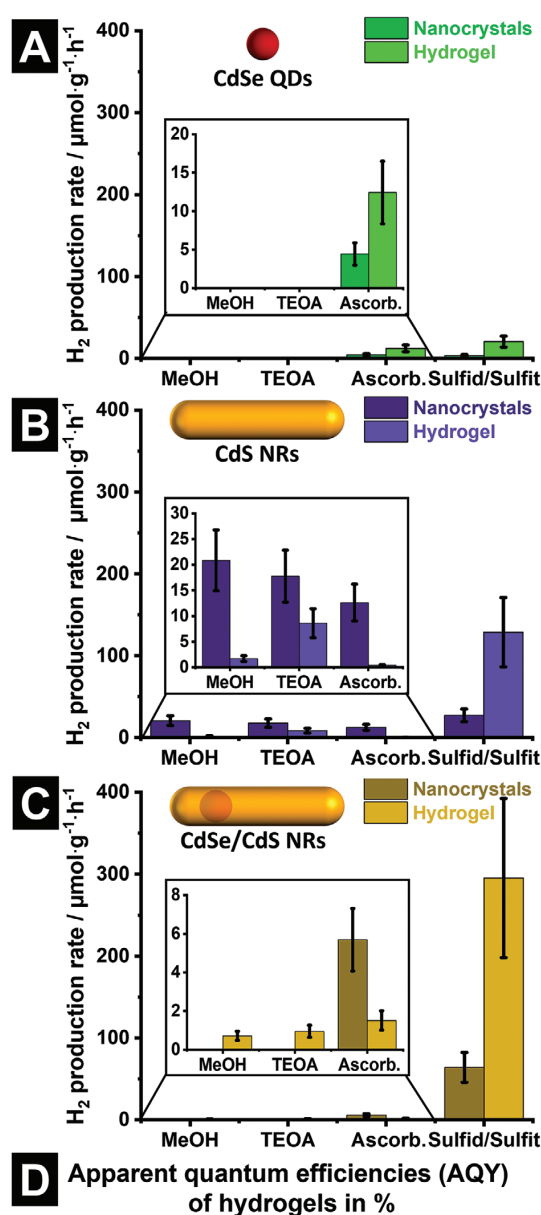 A
H₂ production rate / µmol·g⁻¹·h⁻¹
400
300
200
100
0
CdSe QDs
Nanocrystals
Hydrogel
20
15
10
5
0
MeOH TEOA Ascorb.
MeOH TEOA Ascorb. Sulfid/Sulfit
B
H₂ production rate / µmol·g⁻¹·h⁻¹
400
300
200
100
0
CdS NRs
Nanocrystals
Hydrogel
30
25
20
15
10
5
0
MeOH TEOA Ascorb.
MeOH TEOA Ascorb. Sulfid/Sulfit
C
H₂ production rate / µmol·g⁻¹·h⁻¹
400
300
200
100
0
CdSe/CdS NRs
Nanocrystals
Hydrogel
8
6
4
2
0
MeOH TEOA Ascorb.
MeOH TEOA Ascorb. Sulfid/Sulfit
D Apparent quantum efficiencies (AQY)
of hydrogels in %